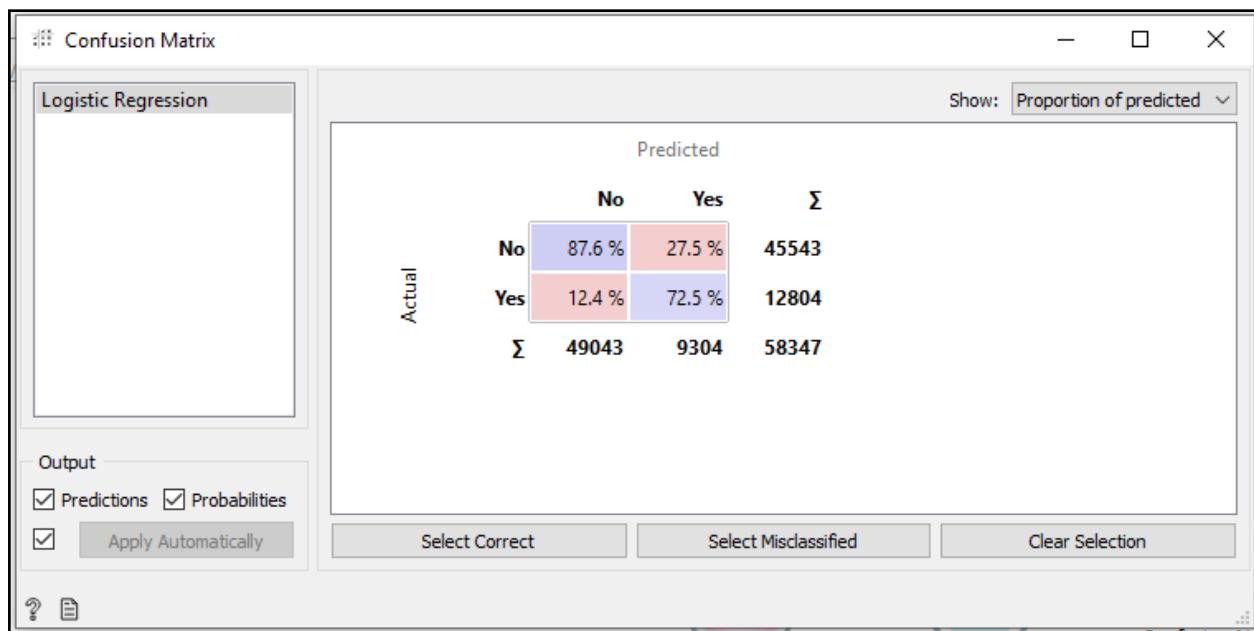 Confusion Matrix
Logistic Regression
Show: Proportion of predicted
Predicted
No Yes Σ
No 87.6 % 27.5 % 45543
Actual
Yes 12.4 % 72.5 % 12804
Σ 49043 9304 58347
Output
Predictions Probabilities
Apply Automatically
Select Correct Select Misclassified Clear Selection
?